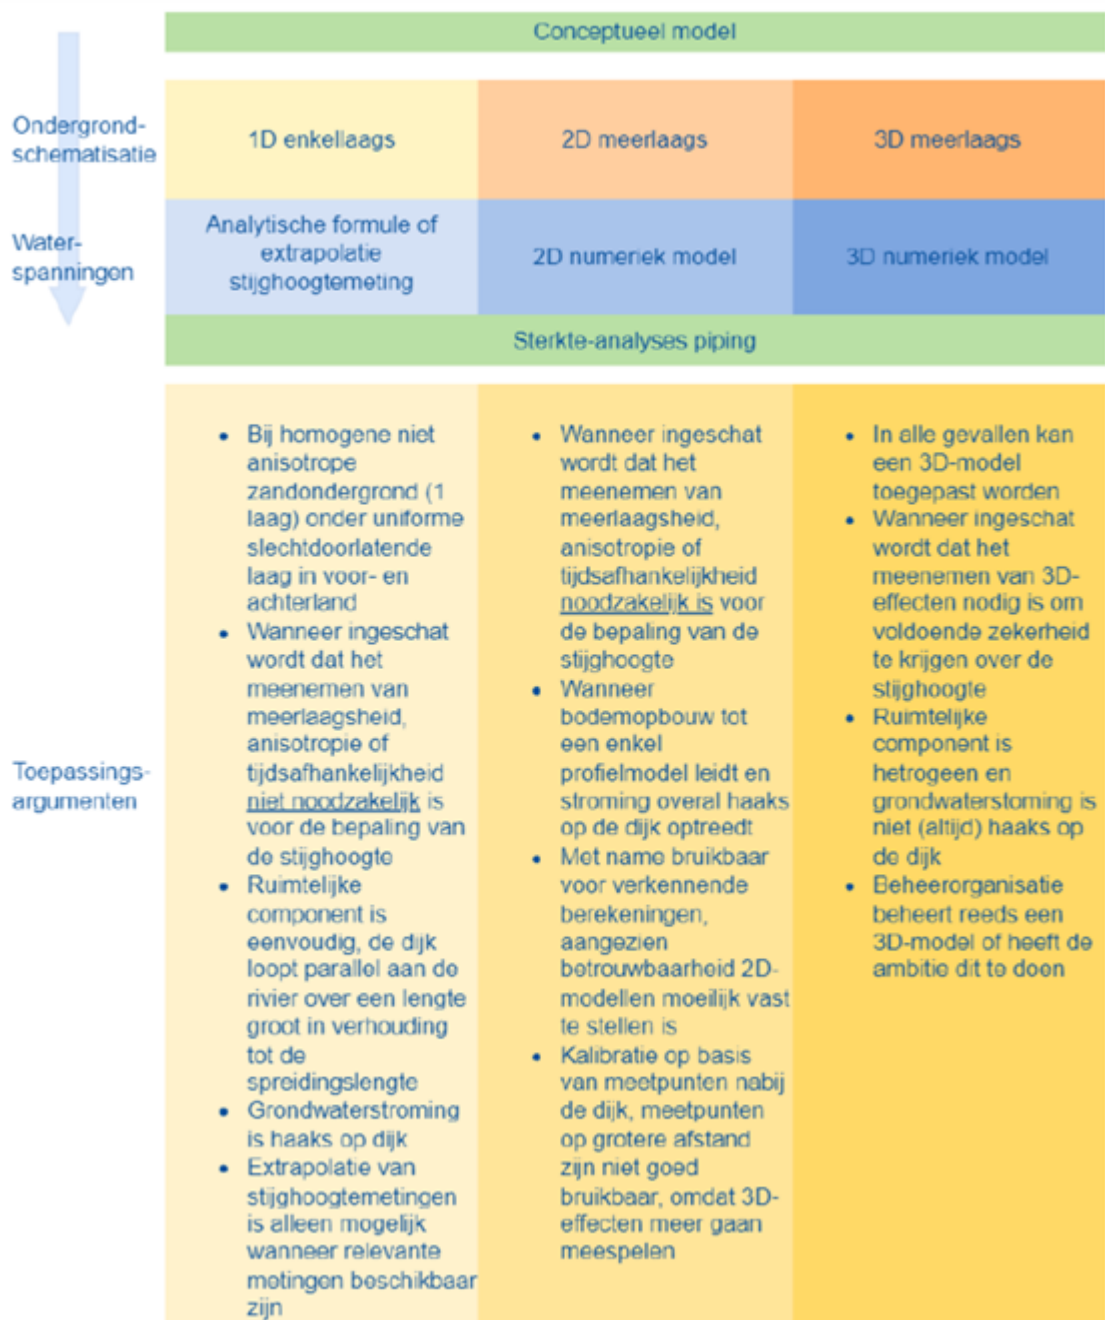 Conceptueel model
Ondergrond-
schematisatie
1D enkellaags
2D meerlaags
3D meerlaags
Water-
spanningen
Analytische formule of
extrapolatie
stijghoogtemeting
2D numeriek model
3D numeriek model
Sterkte-analyses piping
Toepassings-
argumenten
• Bij homogene niet
anisotrope
zandondergrond (1
laag) onder uniforme
slechtdoorlatende
laag in voor- en
achterland
• Wanneer ingeschat
wordt dat het
meenemen van
meerlaagsheid,
anisotropie of
tijdsafhankelijkheid
niet noodzakelijk is
voor de bepaling van
de stijghoogte
• Ruimtelijke
component is
eenvoudig, de dijk
loopt parallel aan de
rivier over een lengte
groot in verhouding
tot de
spreidingslengte
• Grondwaterstroming
is haaks op dijk
• Extrapolatie van
stijghoogtemetingen
is alleen mogelijk
wanneer relevante
metingen beschikbaar
zijn
• Wanneer ingeschat
wordt dat het
meenemen van
meerlaagsheid,
anisotropie of
tijdsafhankelijkheid
noodzakelijk is voor
de bepaling van de
stijghoogte
• Wanneer
bodemopbouw tot
een enkel
profielmodel leidt en
stroming overal haaks
op de dijk optreedt
• Met name bruikbaar
voor verkennende
berekeningen,
aangezien
betrouwbaarheid 2D-
modellen moeilijk vast
te stellen is
• Kalibratie op basis
van meetpunten nabij
de dijk, meetpunten
op grotere afstand
zijn niet goed
bruikbaar, omdat 3D-
effecten meer gaan
meespelen
• In alle gevallen kan
een 3D-model
toegepast worden
• Wanneer ingeschat
wordt dat het
meenemen van 3D-
effecten nodig is om
voldoende zekerheid
te krijgen over de
stijghoogte
• Ruimtelijke
component is
hetrogeen en
grondwaterstoming is
niet (altijd) haaks op
de dijk
• Beheerorganisatie
beheert reeds een
3D-model of heeft de
ambitie dit te doen